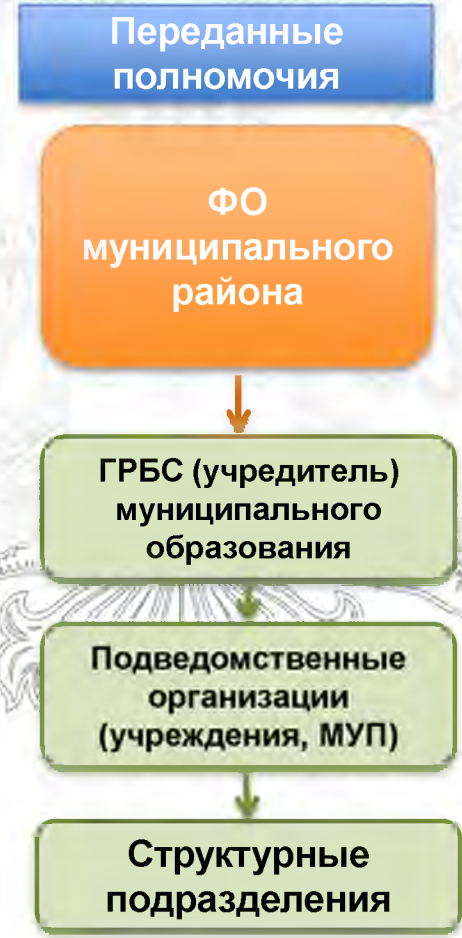 Переданные
полномочия
ФО
муниципального
района
ГРБС (учредитель)
муниципального
образования
Подведомственные
организации
(учреждения, МУП)
Структурные
подразделения